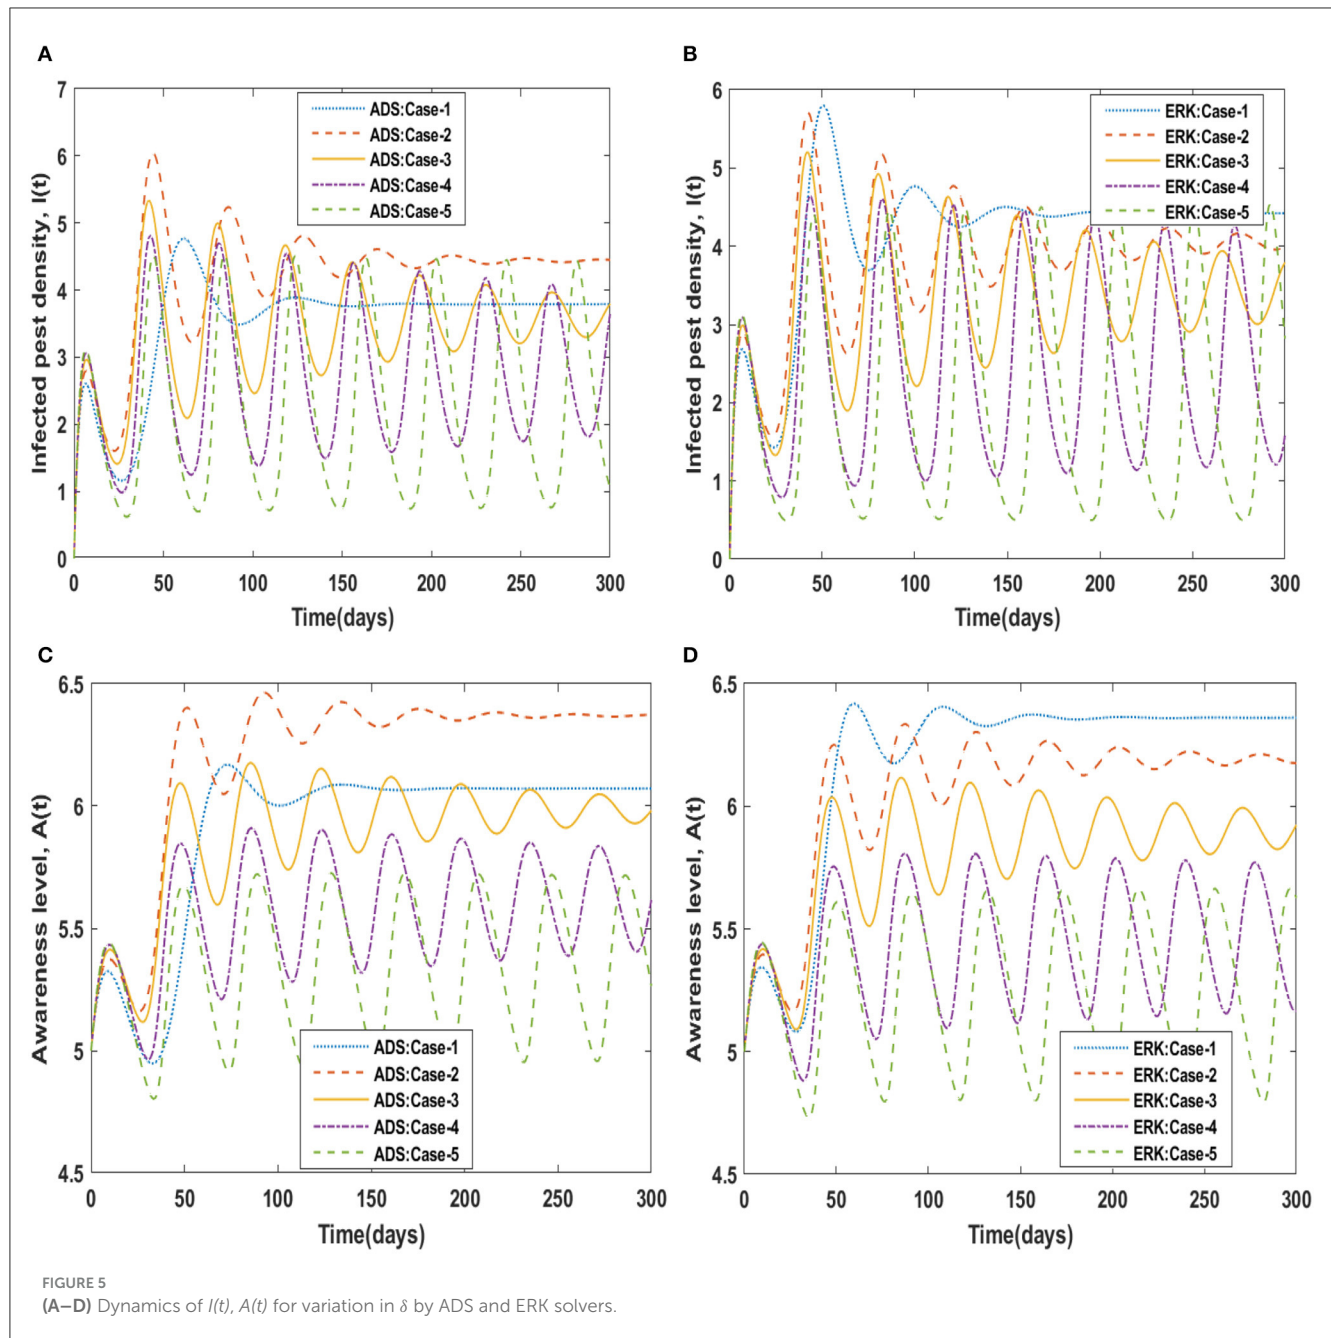 A
7
6
5
4
3
2
1
0
0 50 100 150 200 250 300
Infected pest density, I(t)
Time(days)
ADS:Case-1
ADS:Case-2
ADS:Case-3
ADS:Case-4
ADS:Case-5
B
6
5
4
3
2
1
0
0 50 100 150 200 250 300
Infected pest density, I(t)
Time(days)
ERK:Case-1
ERK:Case-2
ERK:Case-3
ERK:Case-4
ERK:Case-5
C
6.5
6
5.5
5
4.5
0 50 100 150 200 250 300
Awareness level, A(t)
Time(days)
ADS:Case-1
ADS:Case-2
ADS:Case-3
ADS:Case-4
ADS:Case-5
D
6.5
6
5.5
5
4.5
0 50 100 150 200 250 300
Awareness level, A(t)
Time(days)
ERK:Case-1
ERK:Case-2
ERK:Case-3
ERK:Case-4
ERK:Case-5
FIGURE 5
(A–D) Dynamics of I(t), A(t) for variation in δ by ADS and ERK solvers.